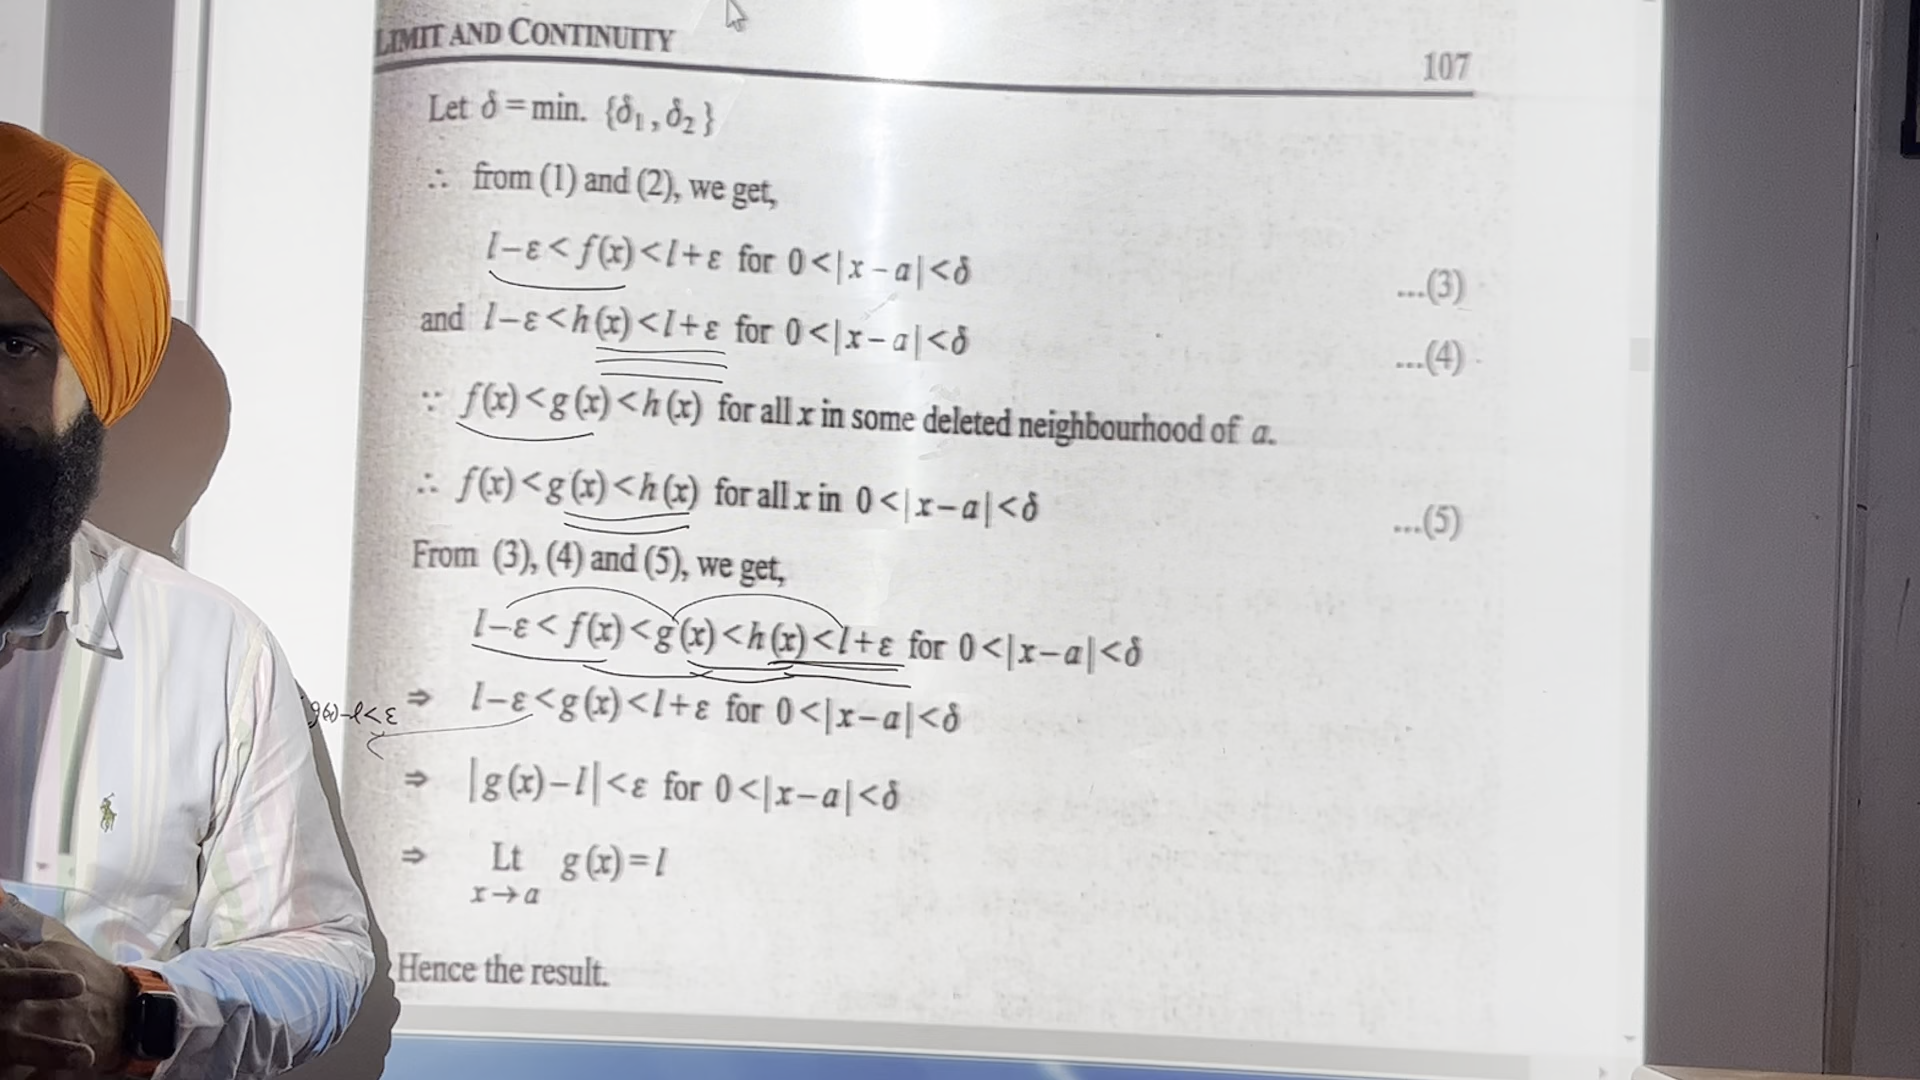 LIMIT AND CONTINUITY 107
Let δ = min. {δ₁, δ₂}
∴ from (1) and (2), we get,
l−ε < f(x) < l+ε for 0 < |x − a| < δ ...(3)
and l−ε < h(x) < l+ε for 0 < |x − a| < δ ...(4)
∵ f(x) < g(x) < h(x) for all x in some deleted neighbourhood of a.
∴ f(x) < g(x) < h(x) for all x in 0 < |x−a| < δ ...(5)
From (3), (4) and (5), we get,
l−ε < f(x) < g(x) < h(x) < l+ε for 0 < |x−a| < δ
⇒ l−ε < g(x) < l+ε for 0 < |x−a| < δ
g(x)−l<ε
⇒ |g(x)−l| < ε for 0 < |x−a| < δ
⇒ Lt g(x) = l
x→a
Hence the result.